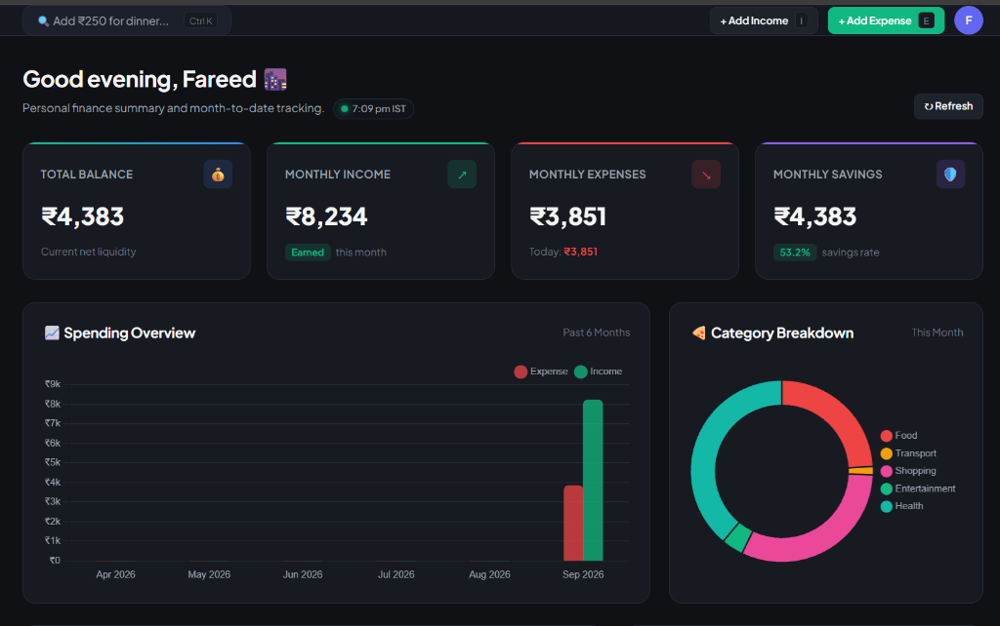 Add ₹250 for dinner... Ctrl K + Add Income I + Add Expense E F
Good evening, Fareed
Personal finance summary and month-to-date tracking. 7:09 pm IST
↻ Refresh
TOTAL BALANCE
₹4,383
Current net liquidity
MONTHLY INCOME
↗
₹8,234
Earned this month
MONTHLY EXPENSES
↘
₹3,851
Today: ₹3,851
MONTHLY SAVINGS
₹4,383
53.2% savings rate
Spending Overview Past 6 Months
Expense Income
₹9k
₹8k
₹7k
₹6k
₹5k
₹4k
₹3k
₹2k
₹1k
₹0
Apr 2026 May 2026 Jun 2026 Jul 2026 Aug 2026 Sep 2026
Category Breakdown This Month
Food
Transport
Shopping
Entertainment
Health